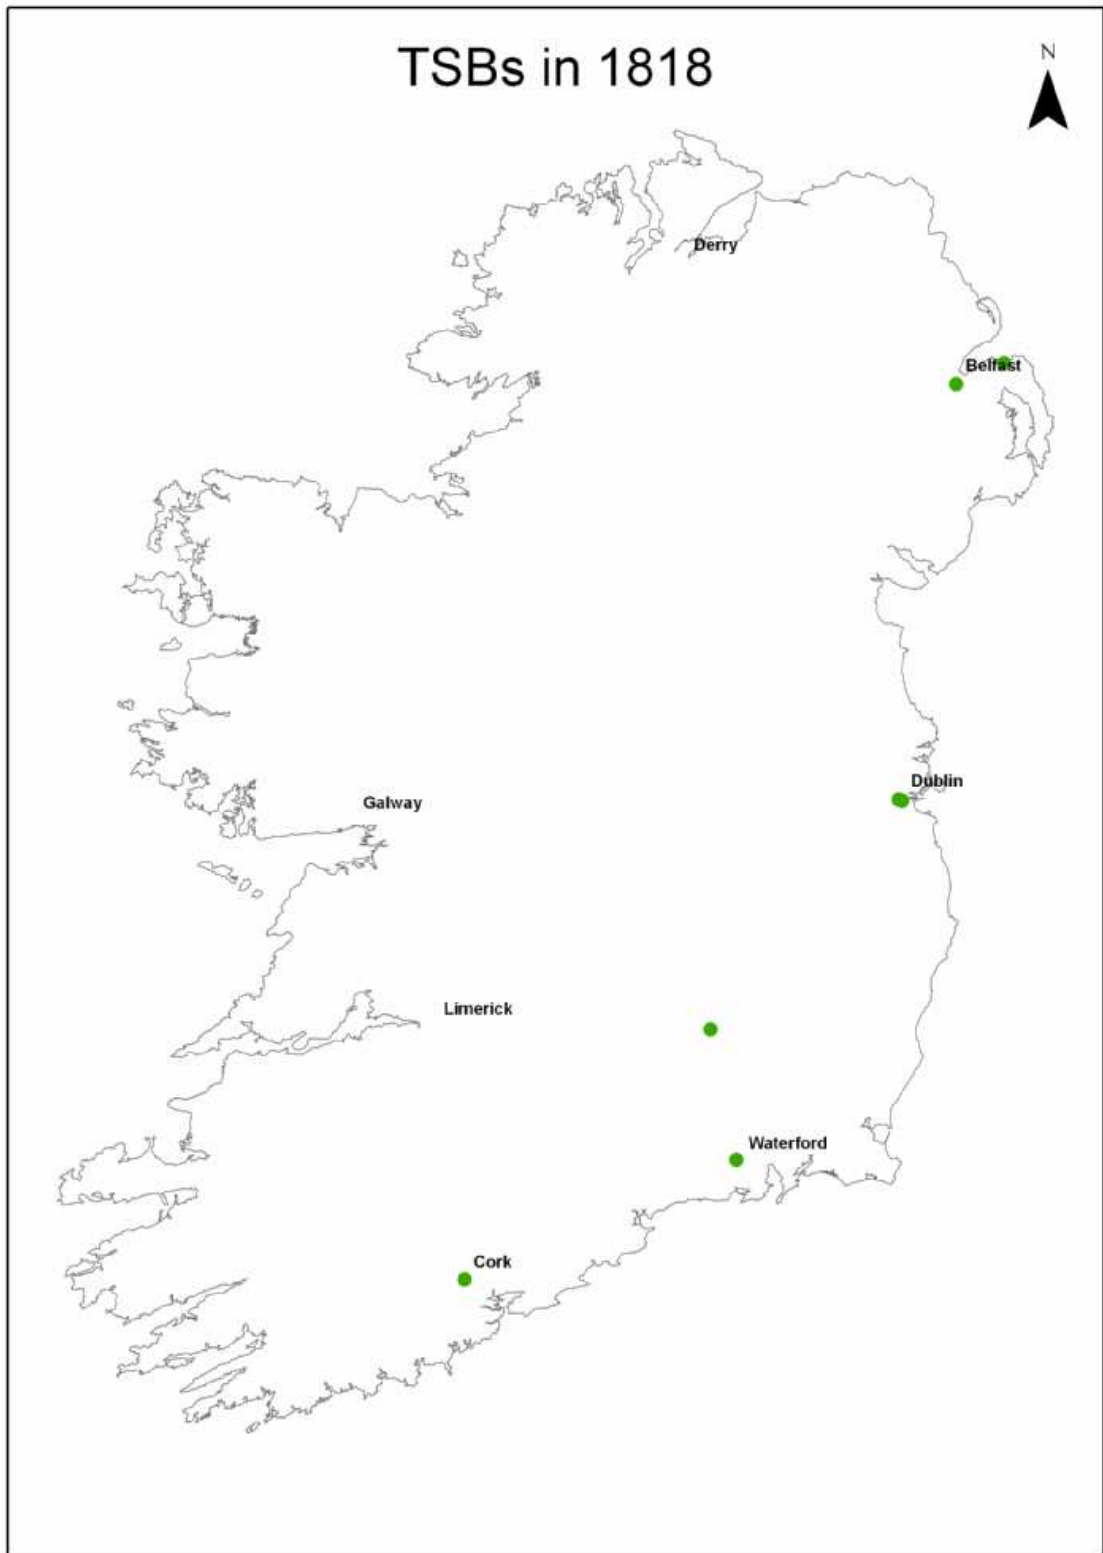 TSBs in 1818
N
Derry
Belfast
Dublin
Galway
Limerick
Waterford
Cork